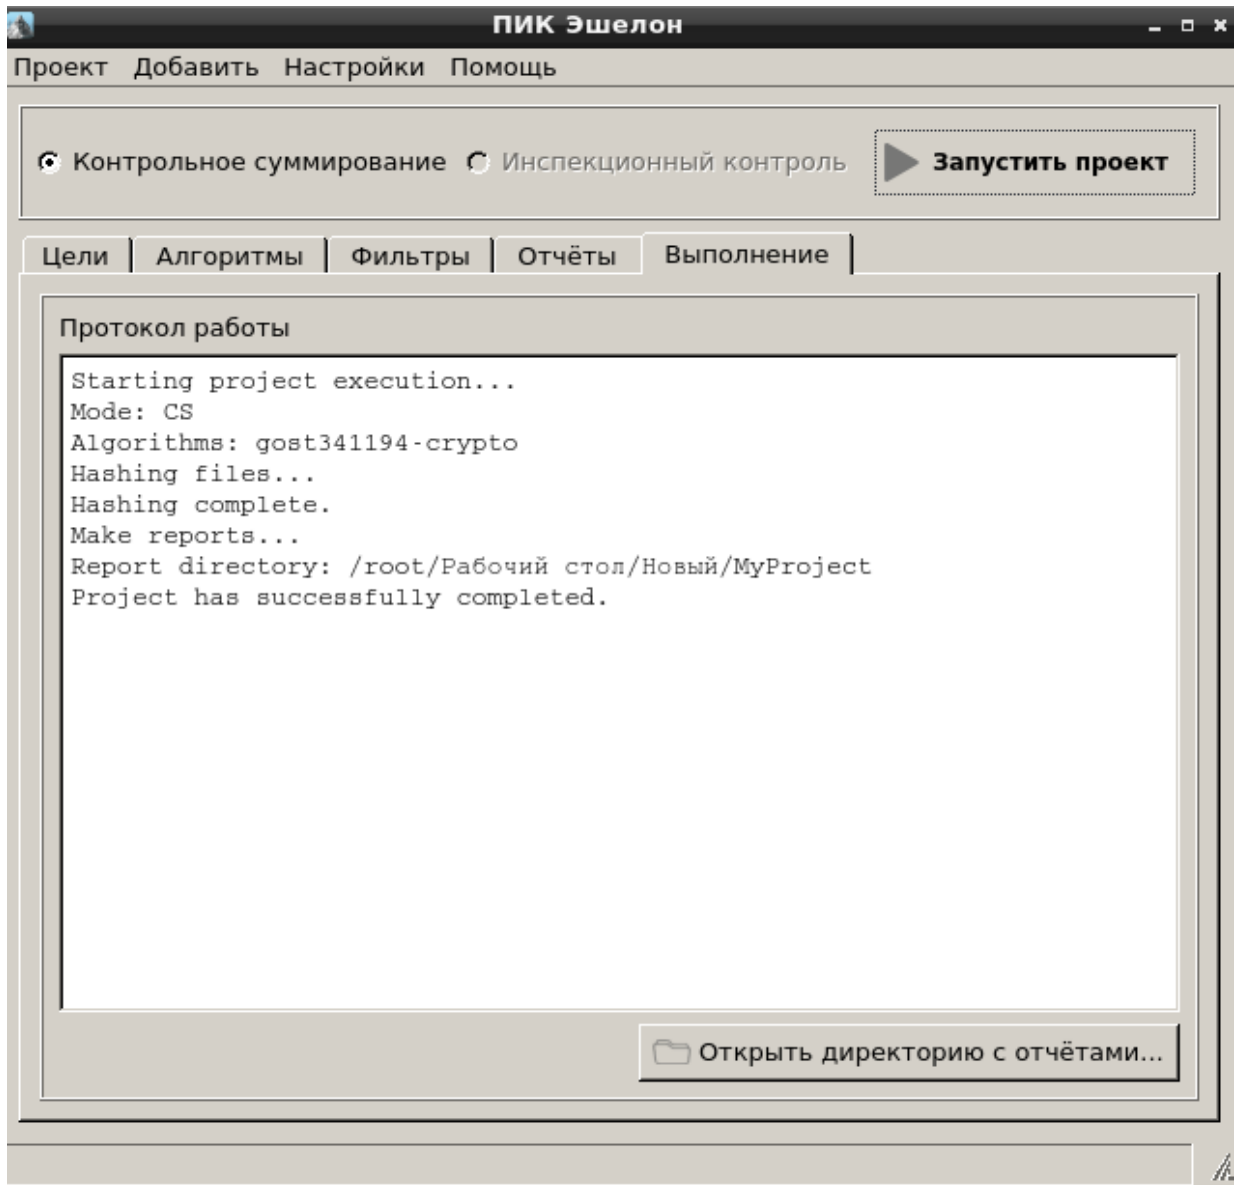 ПИК Эшелон
Проект Добавить Настройки Помощь
Контрольное суммирование Инспекционный контроль Запустить проект
Цели Алгоритмы Фильтры Отчёты Выполнение
Протокол работы
Starting project execution...
Mode: CS
Algorithms: gost341194-crypto
Hashing files...
Hashing complete.
Make reports...
Report directory: /root/Рабочий стол/Новый/MyProject
Project has successfully completed.
Открыть директорию с отчётами...